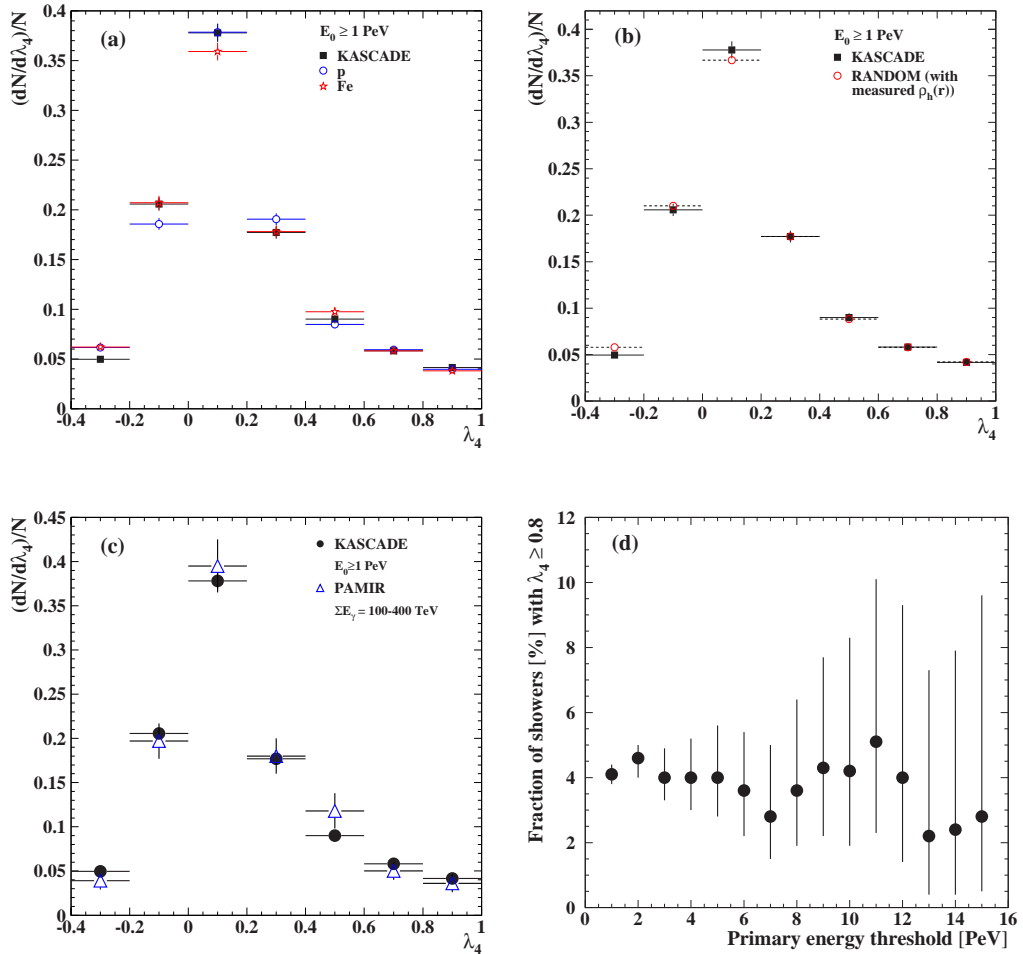 (a)
E₀ ≥ 1 PeV
KASCADE
p
Fe
(dN/dλ₄)/N
0.4
0.35
0.3
0.25
0.2
0.15
0.1
0.05
0
-0.4 -0.2 0 0.2 0.4 0.6 0.8 1
λ₄
(b)
E₀ ≥ 1 PeV
KASCADE
RANDOM (with
measured ρₕ(r))
(dN/dλ₄)/N
0.4
0.35
0.3
0.25
0.2
0.15
0.1
0.05
0
-0.4 -0.2 0 0.2 0.4 0.6 0.8 1
λ₄
(c)
KASCADE
E₀≥1 PeV
PAMIR
ΣEᵧ = 100-400 TeV
(dN/dλ₄)/N
0.45
0.4
0.35
0.3
0.25
0.2
0.15
0.1
0.05
0
-0.4 -0.2 0 0.2 0.4 0.6 0.8 1
λ₄
(d)
Fraction of showers [%] with λ₄ ≥ 0.8
12
10
8
6
4
2
0
0 2 4 6 8 10 12 14 16
Primary energy threshold [PeV]